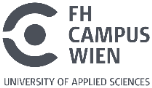 FH
CAMPUS
WIEN
UNIVERSITY OF APPLIED SCIENCES